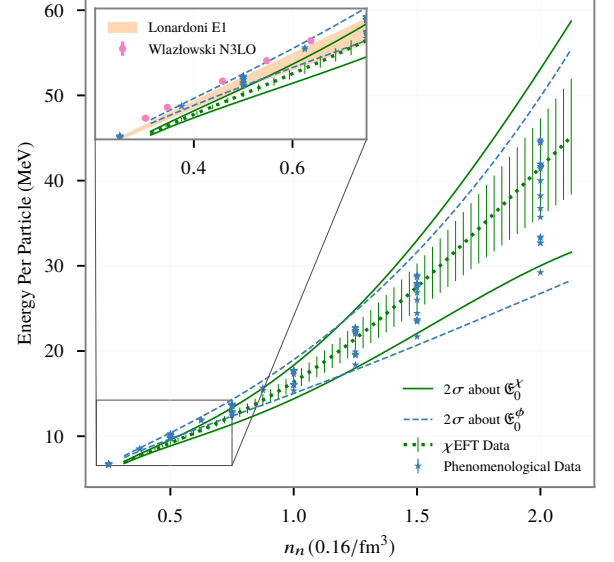 60
50
40
30
20
10
Energy Per Particle (MeV)
Lonardoni E1
Wlazłowski N3LO
0.4 0.6
2σ about 𝔈₀^χ
2σ about 𝔈₀^ϕ
χEFT Data
Phenomenological Data
0.5 1.0 1.5 2.0
nₙ (0.16/fm³)